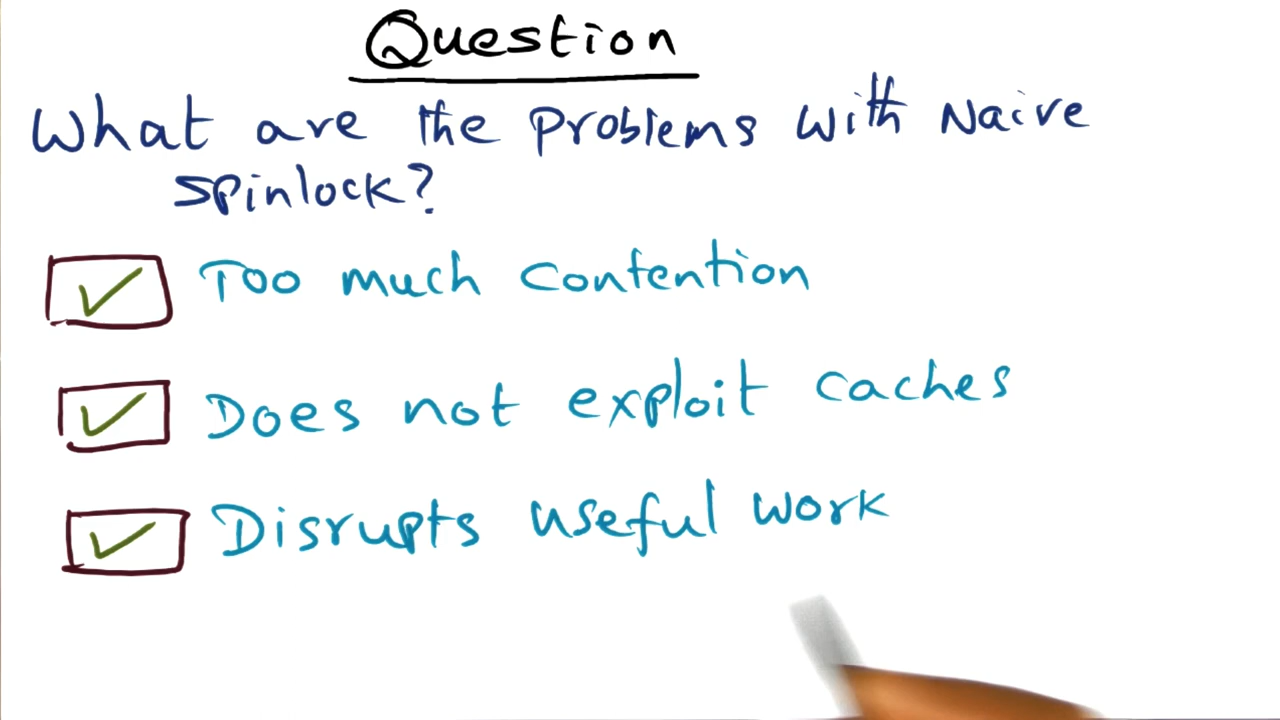 Question
What are the Problems with Naive
Spinlock?
Too much Contention
Does not exploit caches
Disrupts useful work